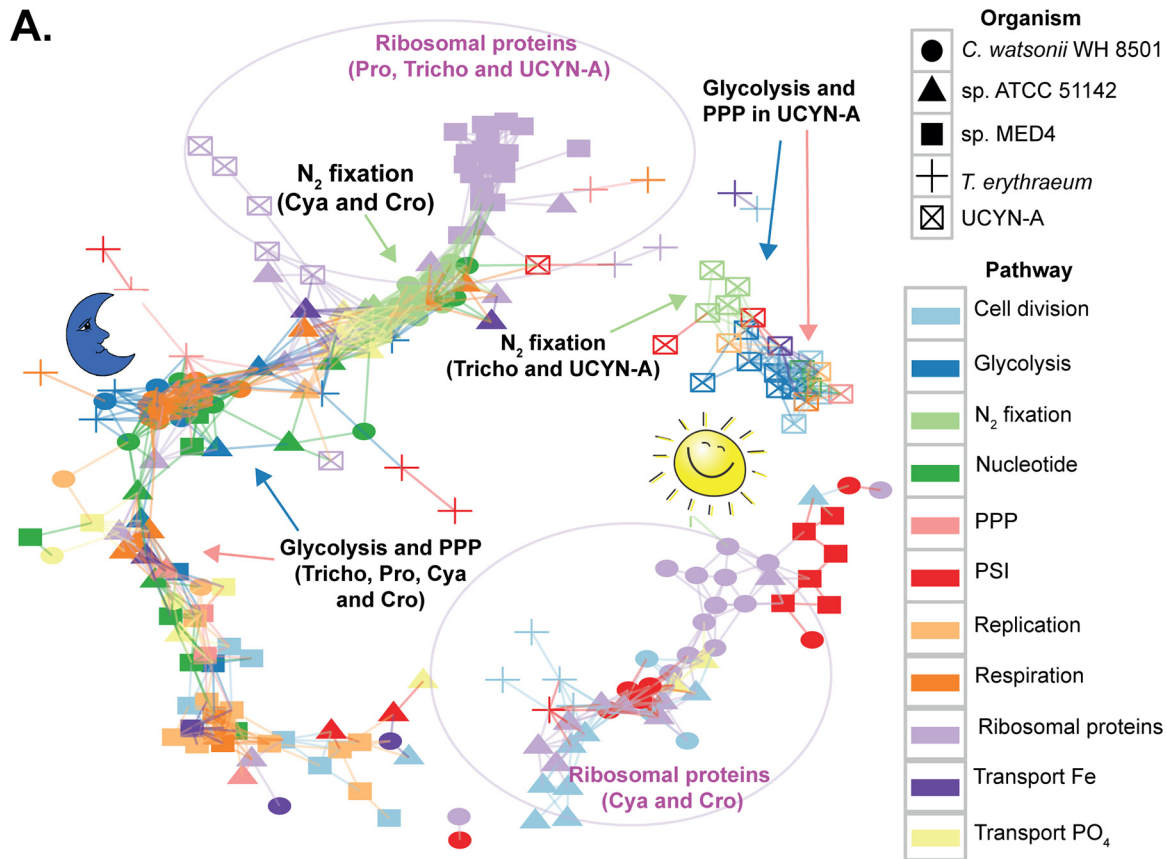 A.
Ribosomal proteins
(Pro, Tricho and UCYN-A)
N2 fixation
(Cya and Cro)
Glycolysis and
PPP in UCYN-A
N2 fixation
(Tricho and UCYN-A)
Glycolysis and PPP
(Tricho, Pro, Cya
and Cro)
Ribosomal proteins
(Cya and Cro)
Organism
C. watsonii WH 8501
sp. ATCC 51142
sp. MED4
T. erythraeum
UCYN-A
Pathway
Cell division
Glycolysis
N2 fixation
Nucleotide
PPP
PSI
Replication
Respiration
Ribosomal proteins
Transport Fe
Transport PO4